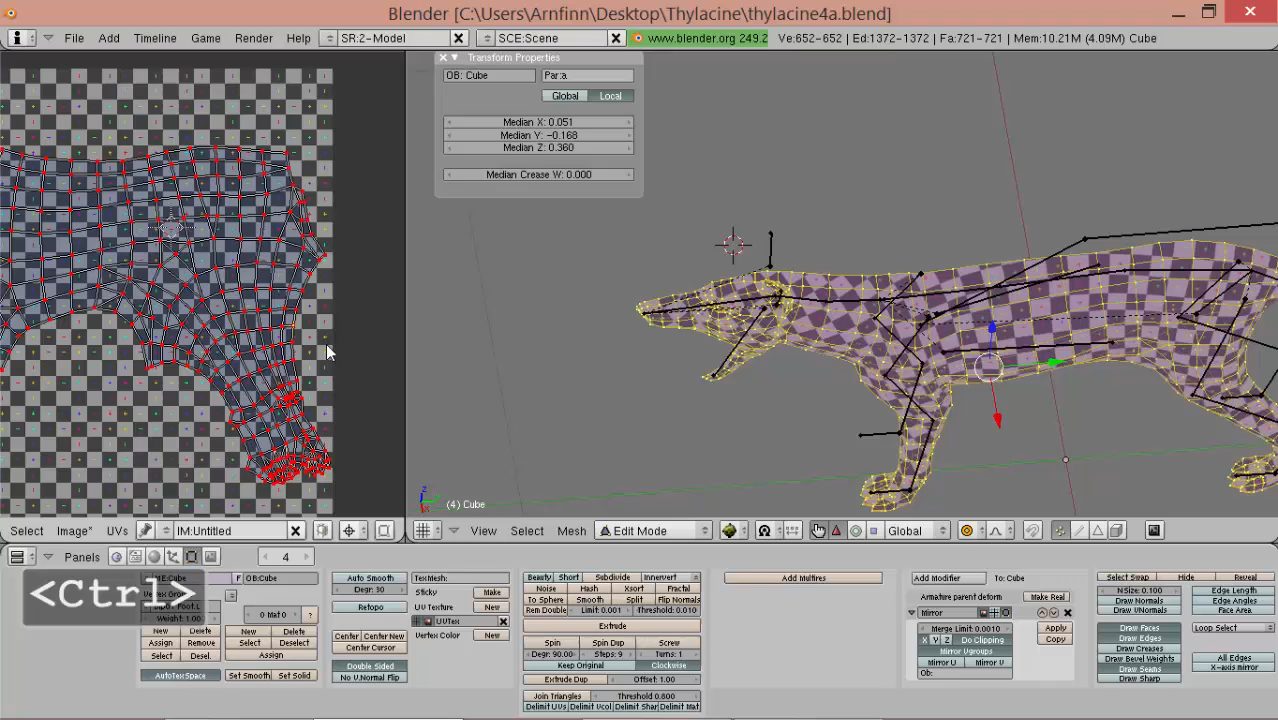 Blender [C:\Users\Arnfinn\Desktop\Thylacine\thylacine4a.blend]
File Add Timeline Game Render Help SR:2-Model SCE:Scene www.blender.org 249.2 Ve:652-652 | Ed:1372-1372 | Fa:721-721 | Mem:10.21M (4.09M) Cube
Transform Properties
OB: Cube Par:a
Global Local
Median X: 0.051
Median Y: -0.168
Median Z: 0.360
Median Crease W: 0.000
(4) Cube
Select Image* UVs IM:Untitled View Select Mesh Edit Mode Global
Panels 4
<Ctrl>
ME:Cube F OB:Cube
Weight: 1.00
0 Mat 0 ?
New Delete New Delete
Assign Remove Select Deselect
Select Desel. Assign
AutoTexSpace Set Smooth Set Solid
Auto Smooth
Degr: 30
Retopo
Center Center New
Center Cursor
Double Sided
No V.Normal Flip
TexMesh:
Sticky Make
UV Texture New
UVTex
Vertex Color New
Beauty Short Subdivide Innervert
Noise Hash Xsort Fractal
To Sphere Smooth Split Flip Normals
Rem Double Limit: 0.001 Threshold: 0.010
Extrude
Spin Spin Dup Screw
Degr: 90.00 Steps: 9 Turns: 1
Keep Original Clockwise
Extrude Dup Offset: 1.00
Join Triangles Threshold 0.800
Delimit UVs Delimit Vcol Delimit Shar Delimit Mat
Add Multires
Add Modifier To: Cube
Armature parent deform Make Real
Mirror
Merge Limit: 0.0010 Apply
X Y Z Do Clipping Copy
Mirror Vgroups
Mirror U Mirror V
Ob:
Select Swap Hide Reveal
NSize: 0.100 Edge Length
Draw Normals Edge Angles
Draw VNormals Face Area
Draw Faces Loop Select
Draw Edges
Draw Creases
Draw Bevel Weights All Edges
Draw Seams X-axis mirror
Draw Sharp